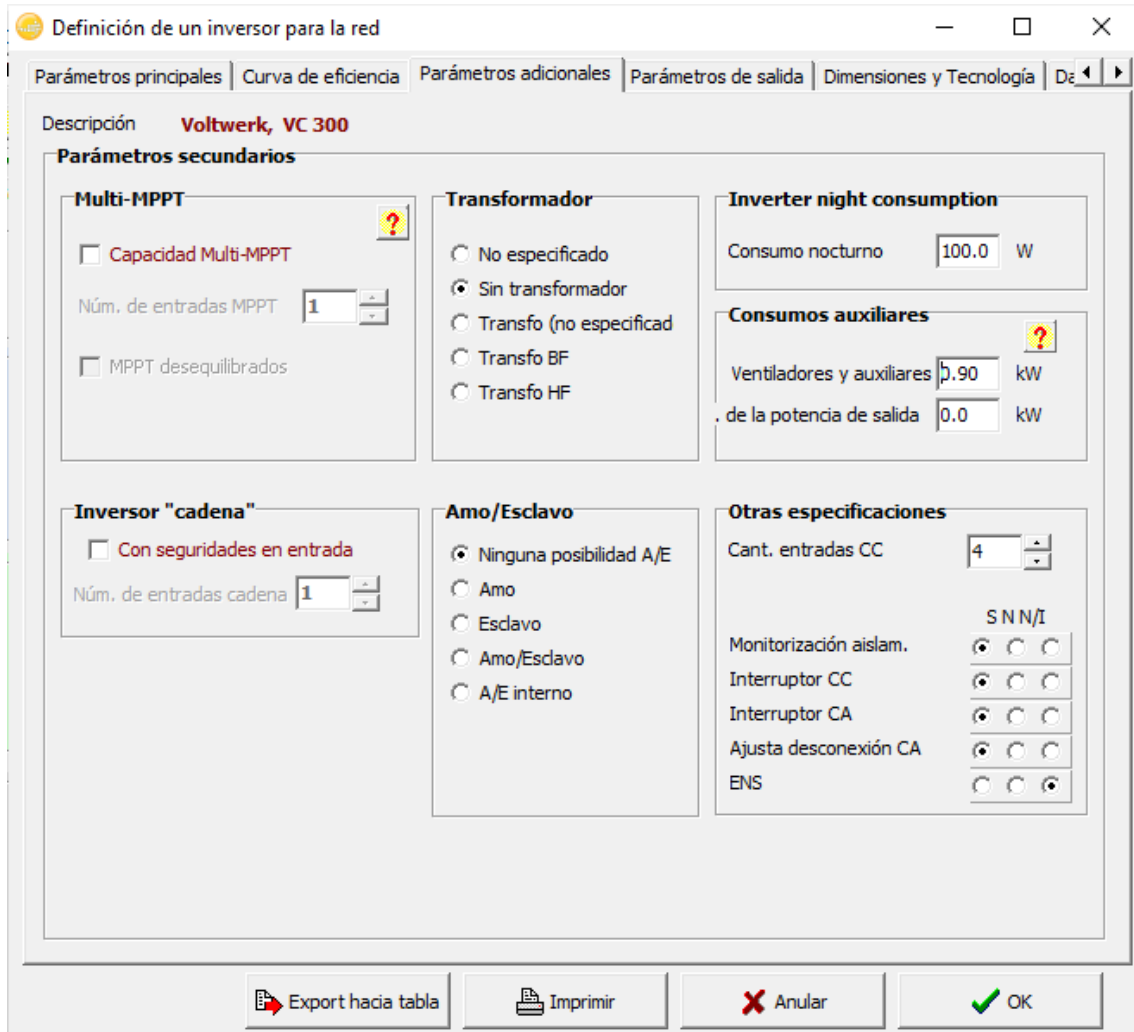 Definición de un inversor para la red
Parámetros principales Curva de eficiencia Parámetros adicionales Parámetros de salida Dimensiones y Tecnología Da
Descripción Voltwerk, VC 300
Parámetros secundarios
Multi-MPPT
?
Capacidad Multi-MPPT
Núm. de entradas MPPT 1
MPPT desequilibrados
Transformador
No especificado
Sin transformador
Transfo (no especificad
Transfo BF
Transfo HF
Inverter night consumption
Consumo nocturno 100.0 W
Consumos auxiliares
?
Ventiladores y auxiliares 0.90 kW
. de la potencia de salida 0.0 kW
Inversor "cadena"
Con seguridades en entrada
Núm. de entradas cadena 1
Amo/Esclavo
Ninguna posibilidad A/E
Amo
Esclavo
Amo/Esclavo
A/E interno
Otras especificaciones
Cant. entradas CC 4
S N N/I
Monitorización aislam.
Interruptor CC
Interruptor CA
Ajusta desconexión CA
ENS
Export hacia tabla Imprimir Anular OK